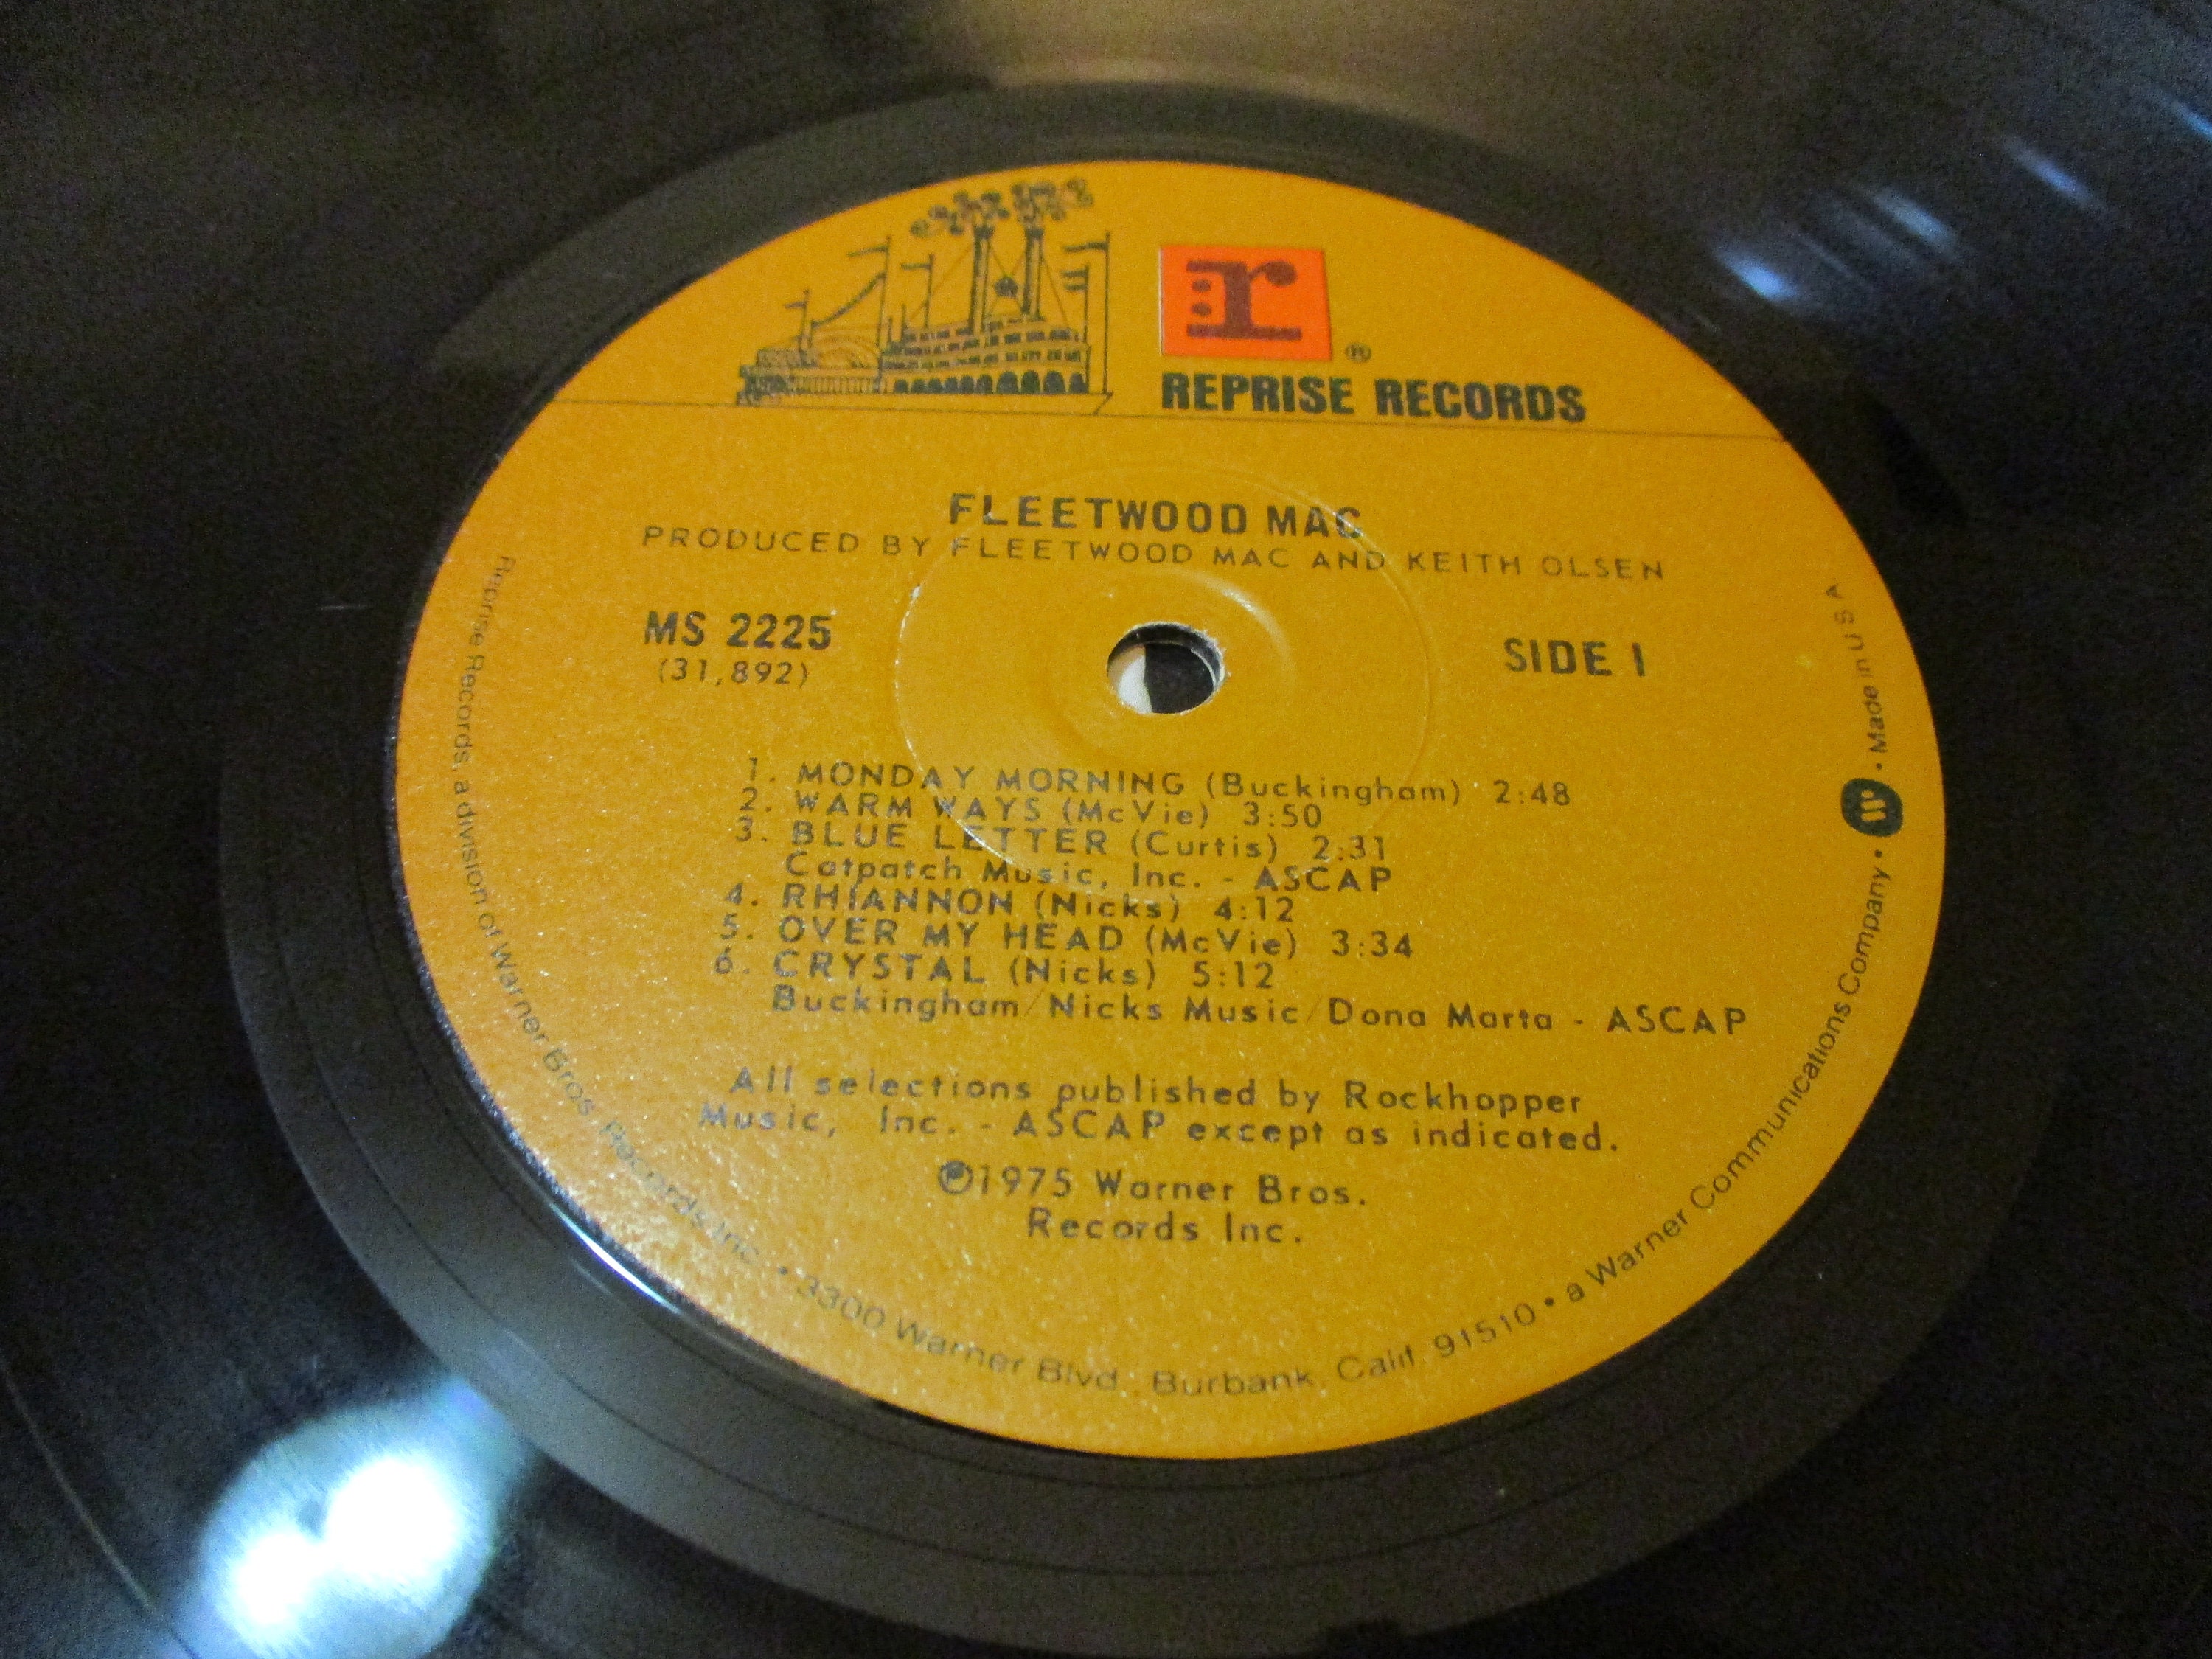 r
®
REPRISE RECORDS
FLEETWOOD MAC
PRODUCED BY FLEETWOOD MAC AND KEITH OLSEN
MS 2225
(31,892)
SIDE 1
1. MONDAY MORNING (Buckingham) 2:48
2. WARM WAYS (McVie) 3:50
3. BLUE LETTER (Curtis) 2:31
Catpatch Music, Inc. - ASCAP
4. RHIANNON (Nicks) 4:12
5. OVER MY HEAD (McVie) 3:34
6. CRYSTAL (Nicks) 5:12
Buckingham/Nicks Music/Dona Marta - ASCAP
All selections published by Rockhopper
Music, Inc. - ASCAP except as indicated.
℗1975 Warner Bros.
Records Inc.
Reprise Records, a division of Warner Bros. Records Inc. • 3300 Warner Blvd., Burbank, Calif. 91510 • a Warner Communications Company • W • Made in U S A